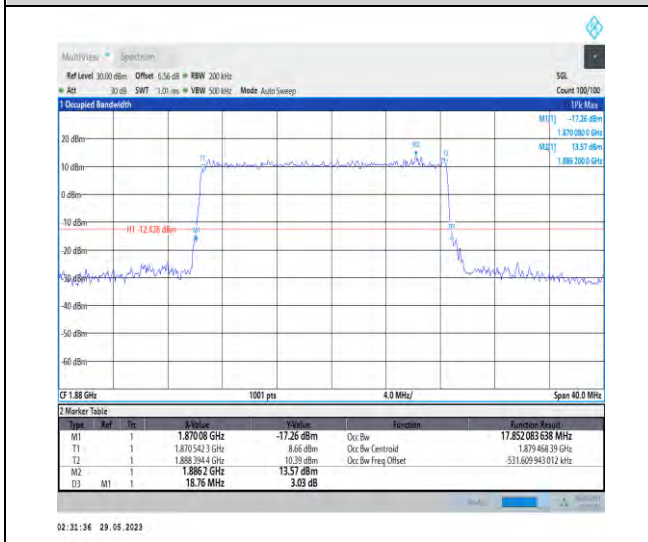 MultiView Spectrum
Ref Level 30.00 dBm Offset 6.56 dB RBW 200 kHz SGL
Att 30 dB SWT 1.01 ms VBW 500 kHz Mode Auto Sweep Count 100/100
1 Occupied Bandwidth 1Pk Max
M1[1] -17.26 dBm
1.870 080 0 GHz
M2[1] 13.57 dBm
1.886 200 0 GHz
20 dBm
M2
T1 T2
10 dBm
0 dBm
-10 dBm
H1 -12.428 dBm
M1 D3
-20 dBm
-30 dBm
-40 dBm
-50 dBm
-60 dBm
CF 1.88 GHz 1001 pts 4.0 MHz/ Span 40.0 MHz
2 Marker Table
Type Ref Trc X-Value Y-Value Function Function Result
M1 1 1.87008 GHz -17.26 dBm Occ Bw 17.852 083 638 MHz
T1 1 1.870 542 3 GHz 8.66 dBm Occ Bw Centroid 1.879 468 39 GHz
T2 1 1.888 394 4 GHz 10.39 dBm Occ Bw Freq Offset -531.609 943 012 kHz
M2 1 1.8862 GHz 13.57 dBm
D3 M1 1 18.76 MHz 3.03 dB
02:31:36 29.05.2023